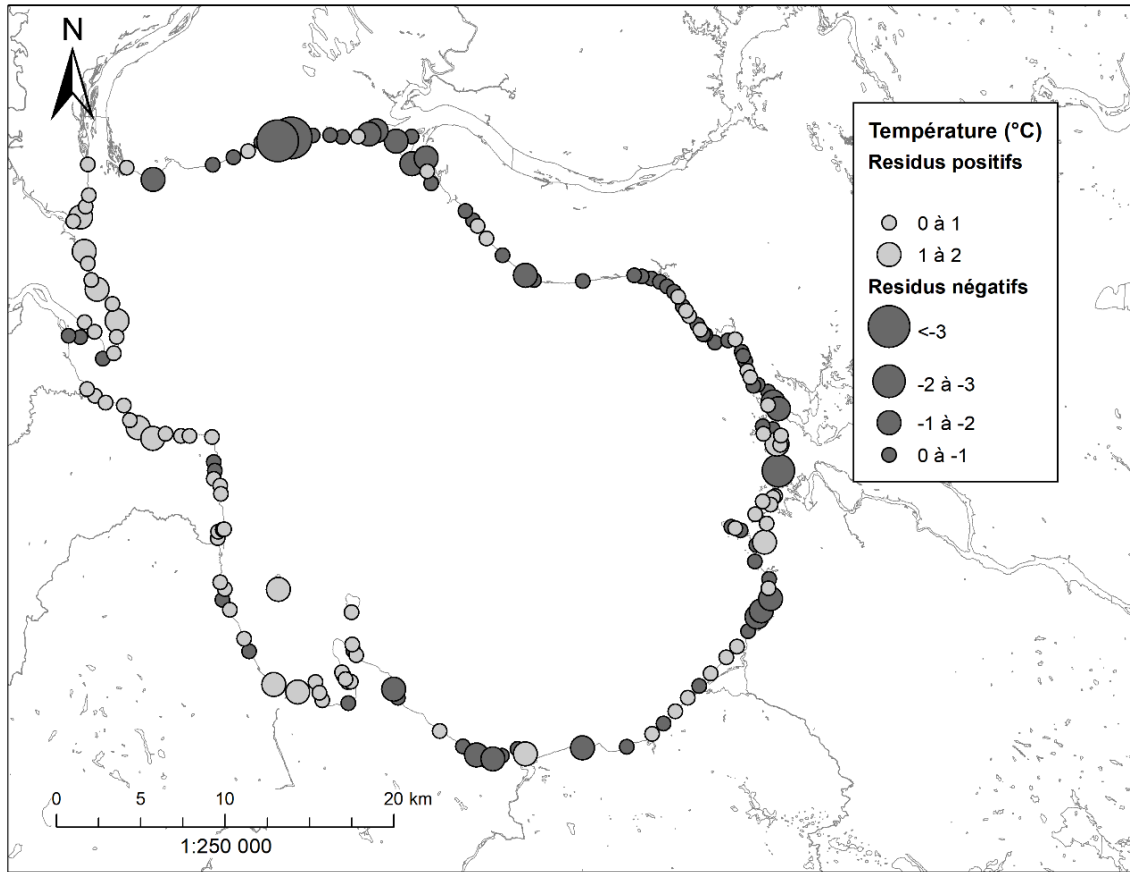 N
Température (°C)
Residus positifs
0 à 1
1 à 2
Residus négatifs
<-3
-2 à -3
-1 à -2
0 à -1
0 5 10 20 km
1:250 000